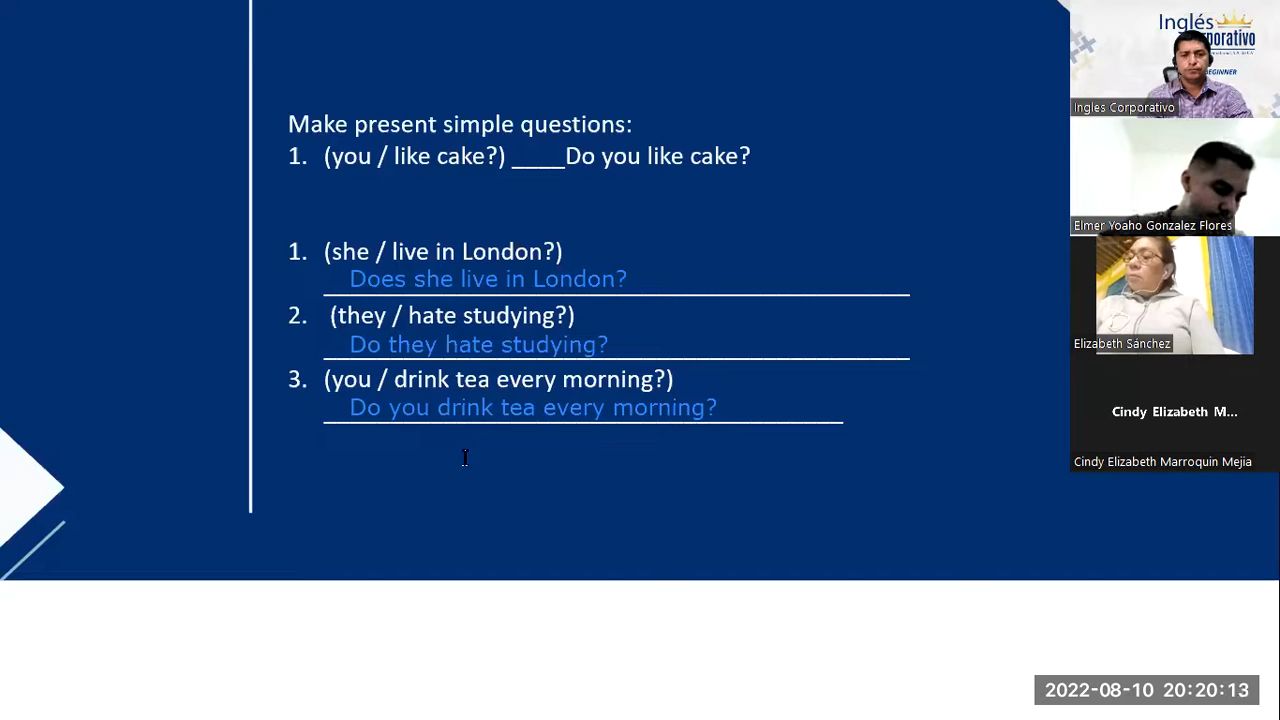 Make present simple questions:
1. (you / like cake?) ____Do you like cake?
1. (she / live in London?)
Does she live in London?
2. (they / hate studying?)
Do they hate studying?
3. (you / drink tea every morning?)
Do you drink tea every morning?
Inglés
orporativo
BEGINNER
Ingles Corporativo
Elmer Yoaho Gonzalez Flores
Elizabeth Sánchez
Cindy Elizabeth M...
Cindy Elizabeth Marroquin Mejia
2022-08-10 20:20:13